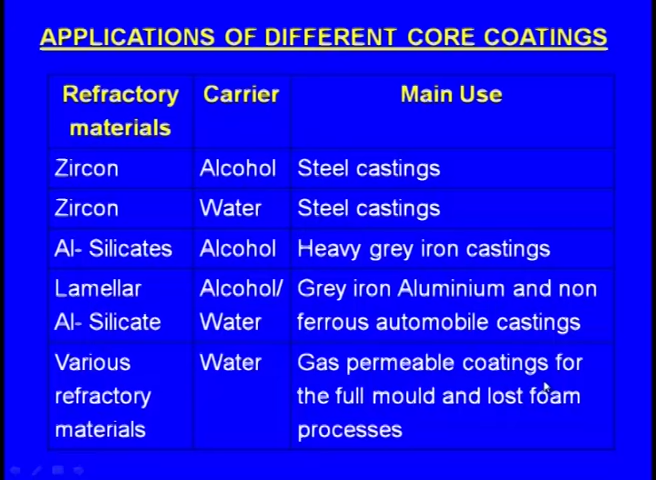 APPLICATIONS OF DIFFERENT CORE COATINGS
Refractory materials Carrier Main Use
Zircon Alcohol Steel castings
Zircon Water Steel castings
Al- Silicates Alcohol Heavy grey iron castings
Lamellar Alcohol/ Grey iron Aluminium and non
Al- Silicate Water ferrous automobile castings
Various Water Gas permeable coatings for
refractory the full mould and lost foam
materials processes